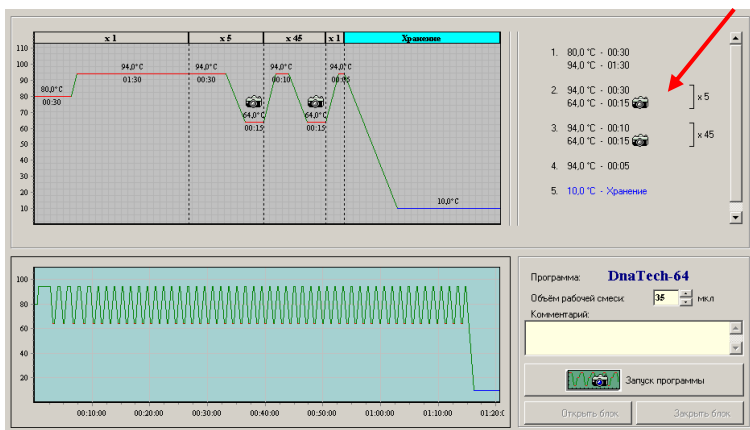 x 1 x 5 x 45 x 1 Хранение
110
100
90
80
70
60
50
40
30
20
10
80,0°C
00:30
94,0°C
01:30
94,0°C
00:30
64,0°C
00:15
94,0°C
00:10
64,0°C
00:15
94,0°C
00:05
10,0°C
1. 80,0 °C - 00:30
94,0 °C - 01:30
2. 94,0 °C - 00:30
64,0 °C - 00:15
x 5
3. 94,0 °C - 00:10
64,0 °C - 00:15
x 45
4. 94,0 °C - 00:05
5. 10,0 °C - Хранение
100
80
60
40
20
00:10:00 00:20:00 00:30:00 00:40:00 00:50:00 01:00:00 01:10:00 01:20:0
Программа: DnaTech-64
Объём рабочей смеси: 35 мкл
Комментарий:
Запуск программы
Открыть блок Закрыть блок